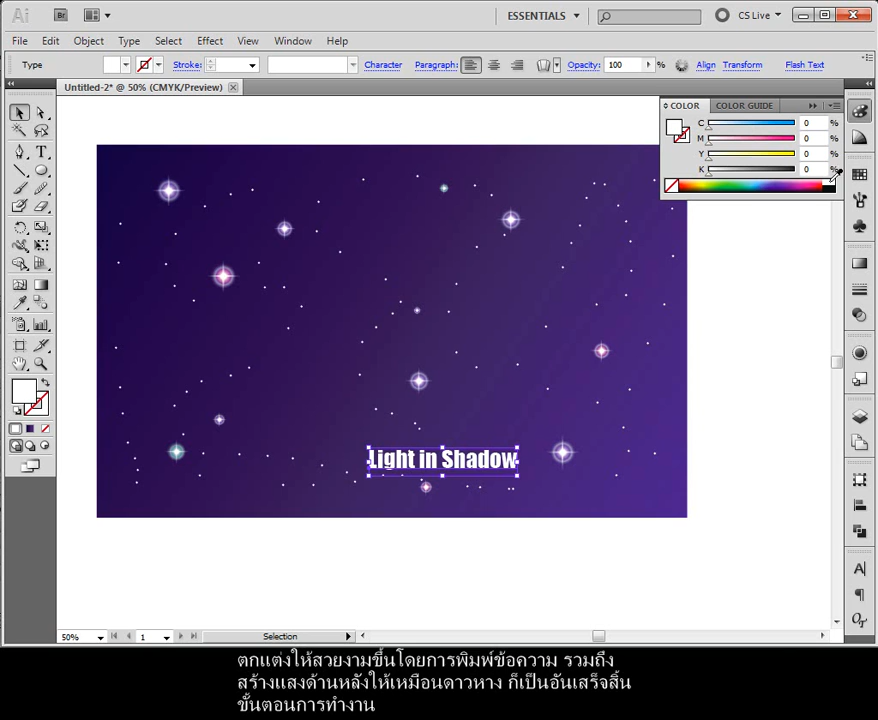 Ai Br ESSENTIALS CS Live
File Edit Object Type Select Effect View Window Help
Type Stroke: Character Paragraph: Opacity: 100 % Align Transform Flash Text
Untitled-2* @ 50% (CMYK/Preview)
COLOR COLOR GUIDE
C 0 %
M 0 %
Y 0 %
K 0 %
Light in Shadow
50% 1 Selection
ตกแต่งให้สวยงามขึ้นโดยการพิมพ์ข้อความ รวมถึง
สร้างแสงด้านหลังให้เหมือนดาวหาง ก็เป็นอันเสร็จสิ้น
ขั้นตอนการทำงาน